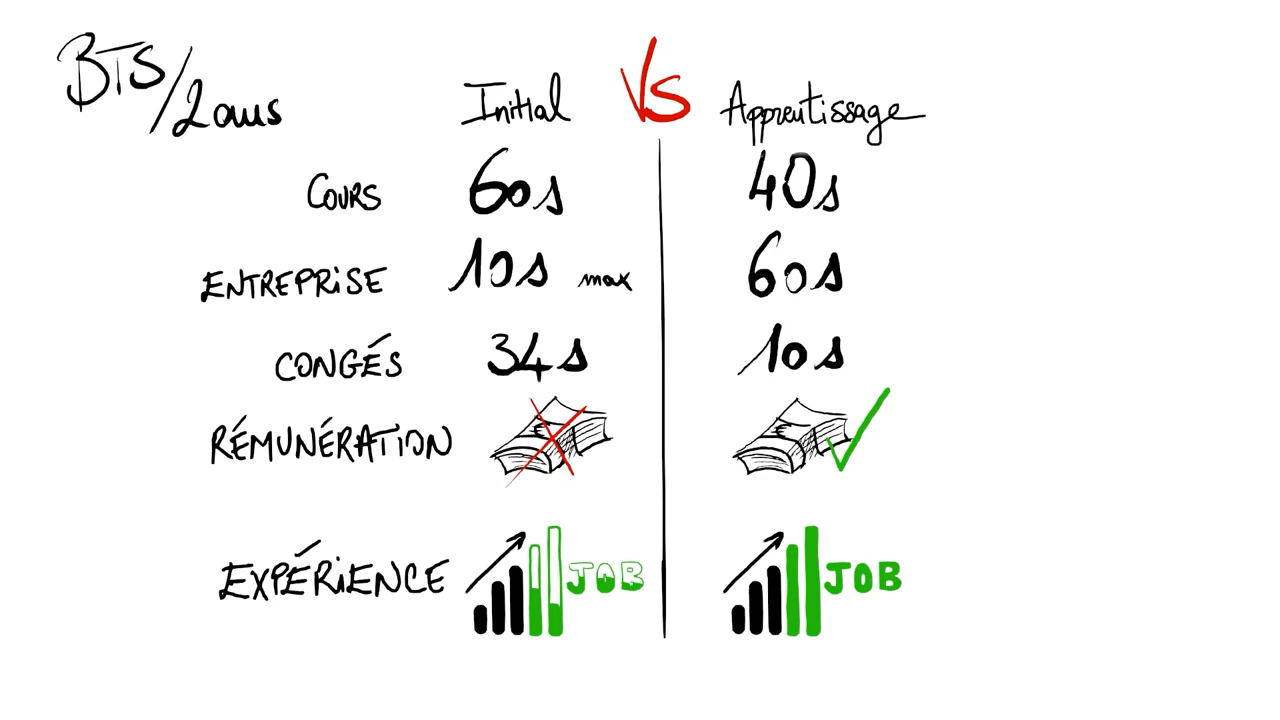 BTS/2ans Initial VS Apprentissage
COURS 60s 40s
ENTREPRISE 10s max 60s
CONGÉS 34s 10s
RÉMUNÉRATION
EXPÉRIENCE JOB JOB